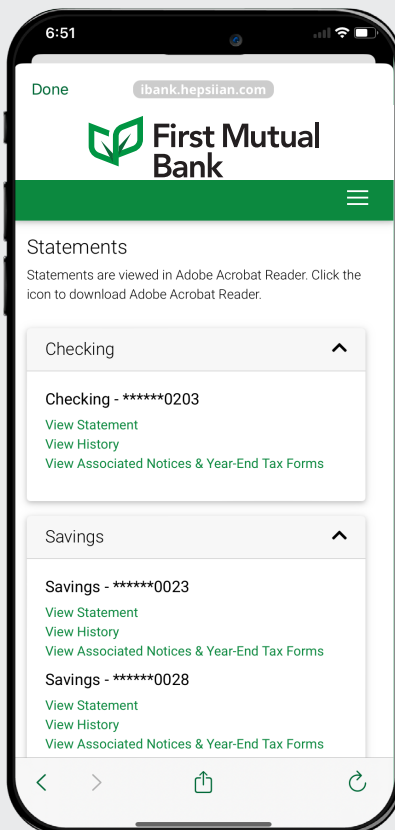 6:51
Done
ibank.hepsiian.com
First Mutual
Bank
Statements
Statements are viewed in Adobe Acrobat Reader. Click the
icon to download Adobe Acrobat Reader.
Checking
Checking - ******0203
View Statement
View History
View Associated Notices & Year-End Tax Forms
Savings
Savings - ******0023
View Statement
View History
View Associated Notices & Year-End Tax Forms
Savings - ******0028
View Statement
View History
View Associated Notices & Year-End Tax Forms